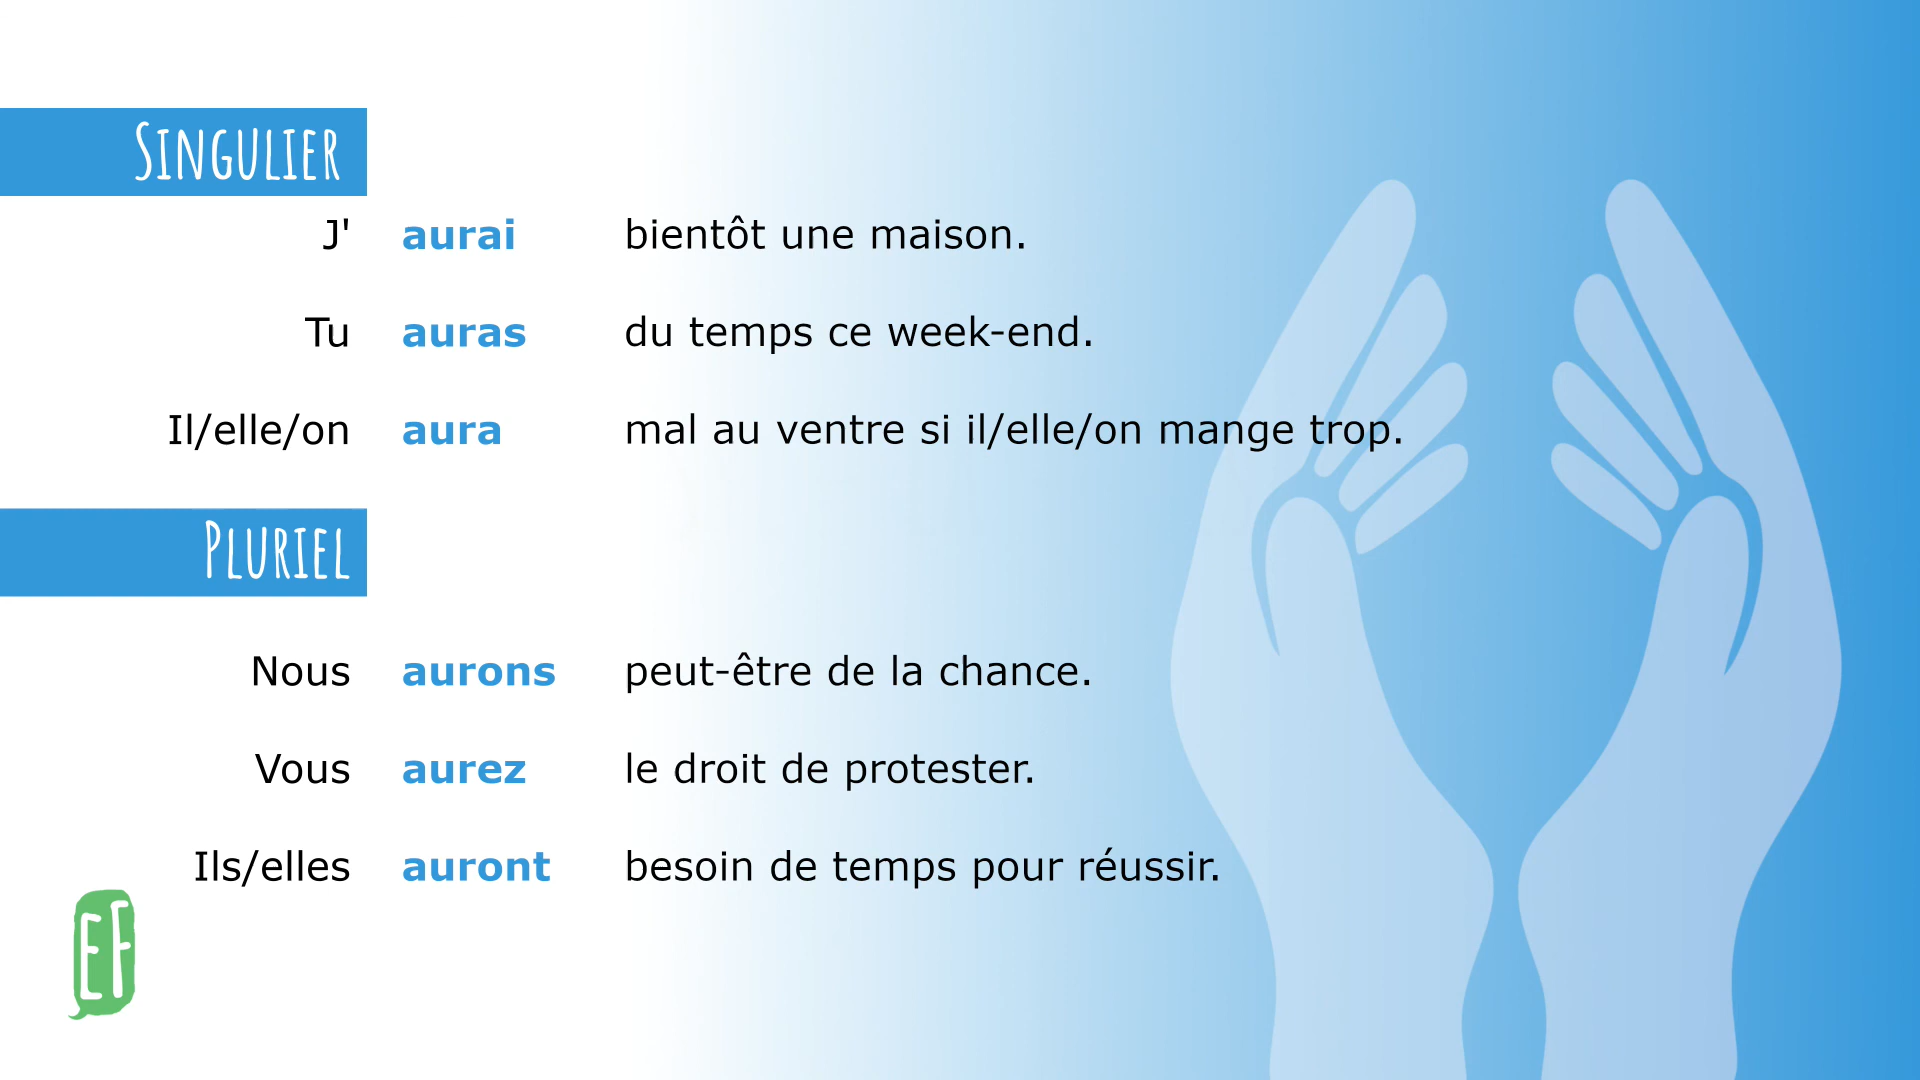 Singulier
J' aurai bientôt une maison.
Tu auras du temps ce week-end.
Il/elle/on aura mal au ventre si il/elle/on mange trop.
Pluriel
Nous aurons peut-être de la chance.
Vous aurez le droit de protester.
Ils/elles auront besoin de temps pour réussir.
EF